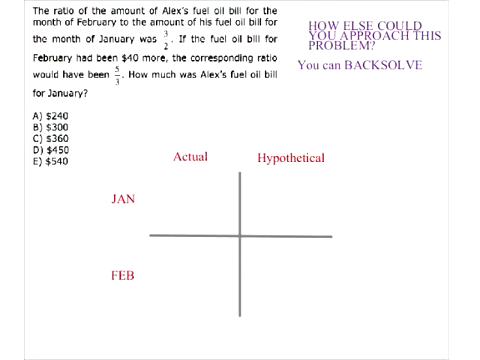 The ratio of the amount of Alex's fuel oil bill for the
month of February to the amount of his fuel oil bill for
the month of January was 3/2. If the fuel oil bill for
February had been $40 more, the corresponding ratio
would have been 5/3. How much was Alex's fuel oil bill
for January?
A) $240
B) $300
C) $360
D) $450
E) $540
HOW ELSE COULD
YOU APPROACH THIS
PROBLEM?
You can BACKSOLVE
Actual Hypothetical
JAN
FEB